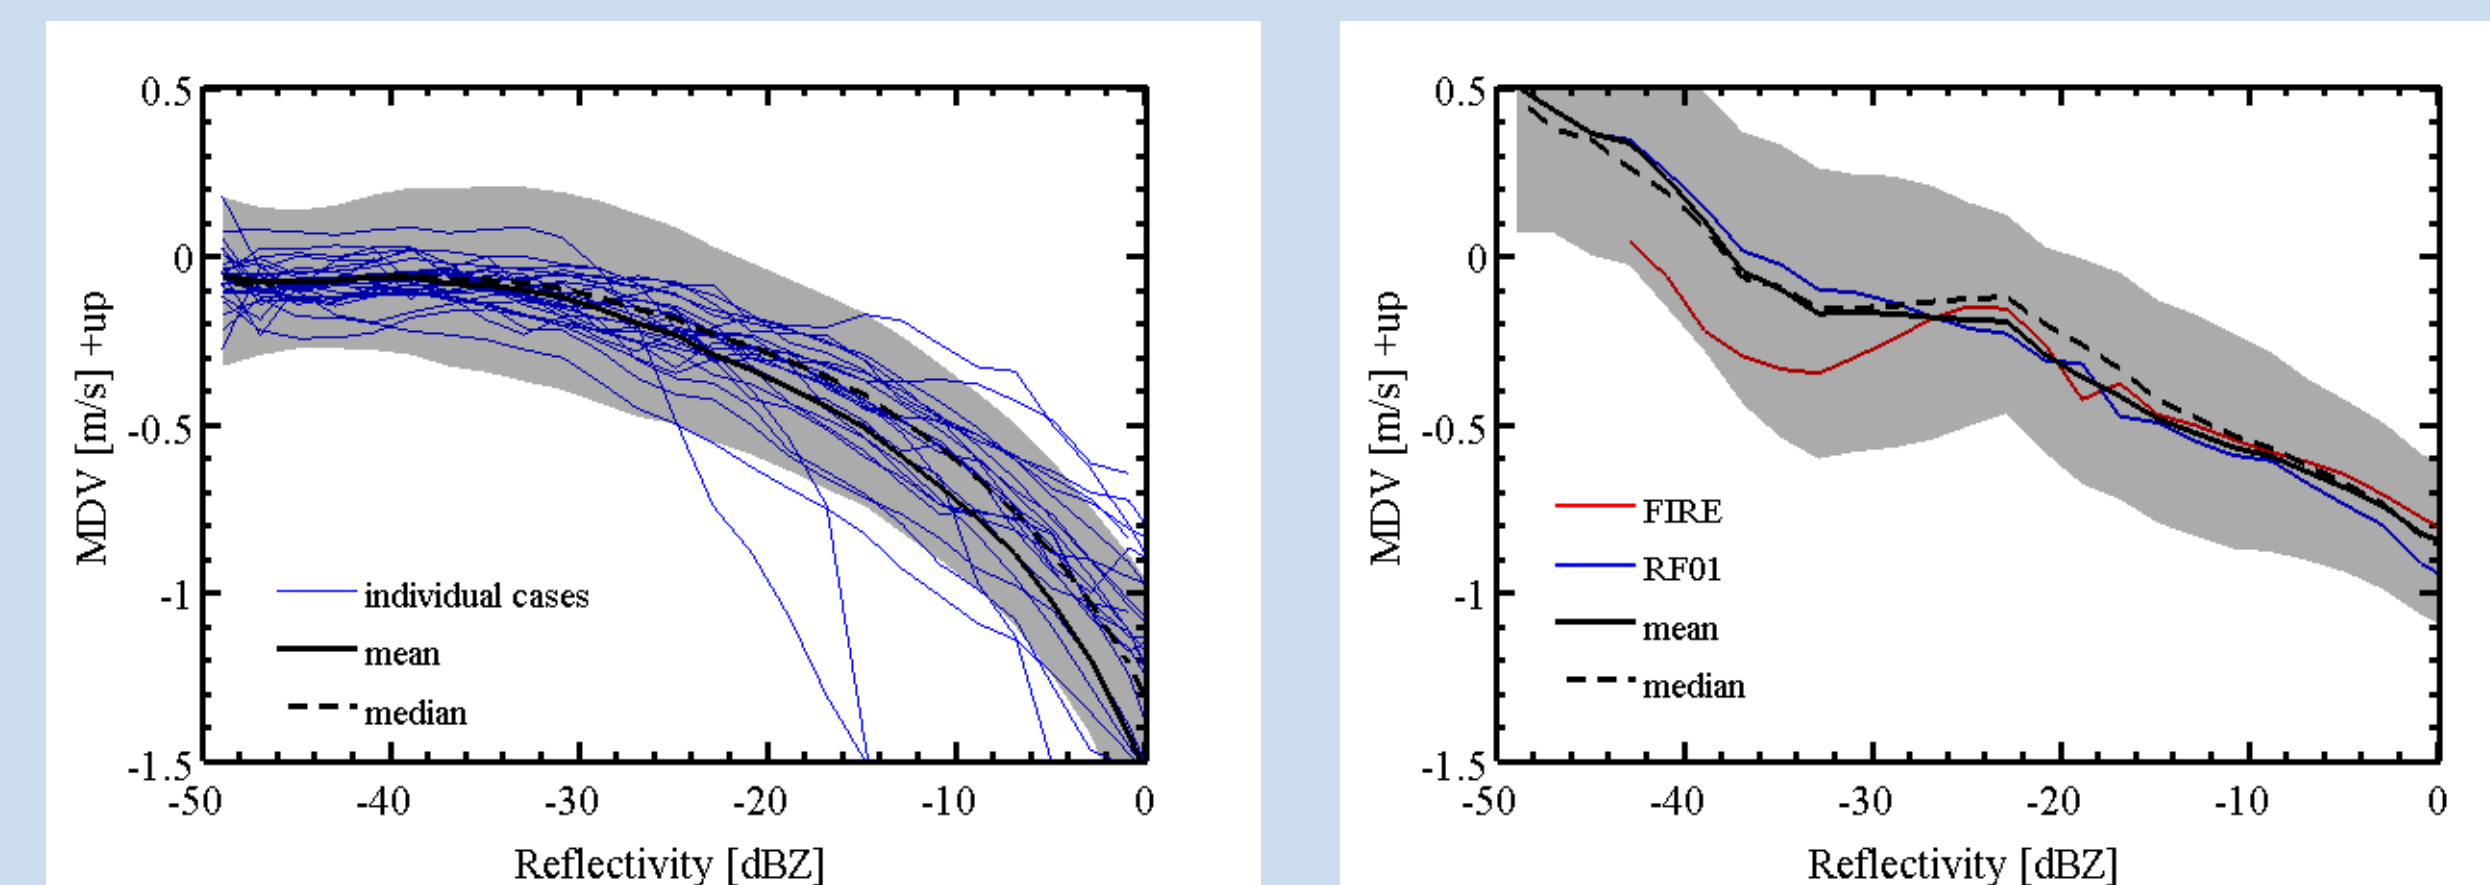 0.5
0
-0.5
-1
-1.5
MDV [m/s] +up
individual cases
mean
median
-50 -40 -30 -20 -10 0
Reflectivity [dBZ]
0.5
0
-0.5
-1
-1.5
MDV [m/s] +up
FIRE
RF01
mean
median
-50 -40 -30 -20 -10 0
Reflectivity [dBZ]